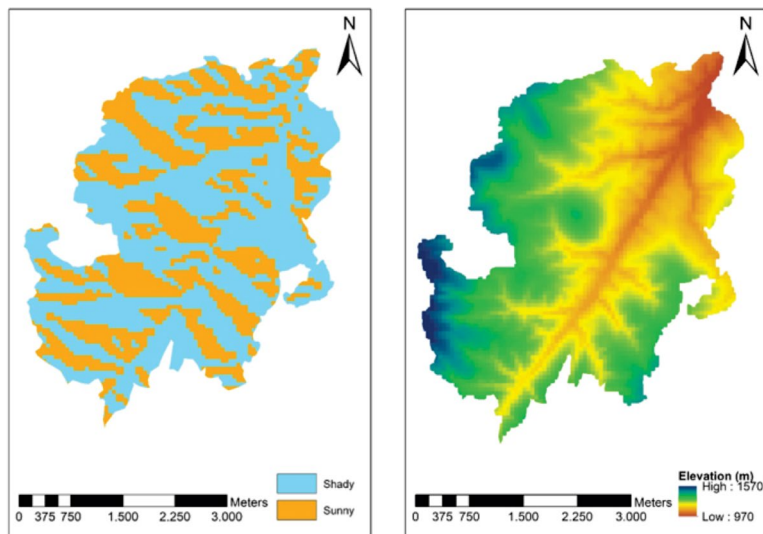 N
Shady
Sunny
Meters
0 375 750 1.500 2.250 3.000
N
Elevation (m)
High : 1570
Low : 970
Meters
0 375 750 1.500 2.250 3.000